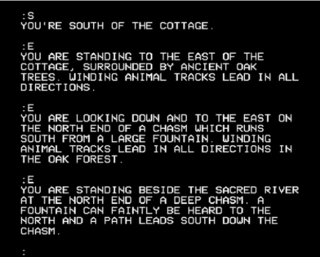 :S
YOU'RE SOUTH OF THE COTTAGE.
:E
YOU ARE STANDING TO THE EAST OF THE
COTTAGE, SURROUNDED BY ANCIENT OAK
TREES. WINDING ANIMAL TRACKS LEAD IN ALL
DIRECTIONS.
:E
YOU ARE LOOKING DOWN AND TO THE EAST ON
THE NORTH END OF A CHASM WHICH RUNS
SOUTH FROM A LARGE FOUNTAIN. WINDING
ANIMAL TRACKS LEAD IN ALL DIRECTIONS IN
THE OAK FOREST.
:E
YOU ARE STANDING BESIDE THE SACRED RIVER
AT THE NORTH END OF A DEEP CHASM. A
FOUNTAIN CAN FAINTLY BE HEARD TO THE
NORTH AND A PATH LEADS SOUTH DOWN THE
CHASM.
: